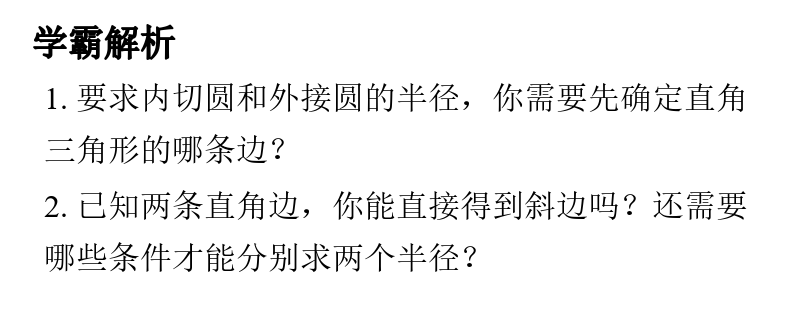 学霸解析
1. 要求内切圆和外接圆的半径，你需要先确定直角
三角形的哪条边？
2. 已知两条直角边，你能直接得到斜边吗？还需要
哪些条件才能分别求两个半径？